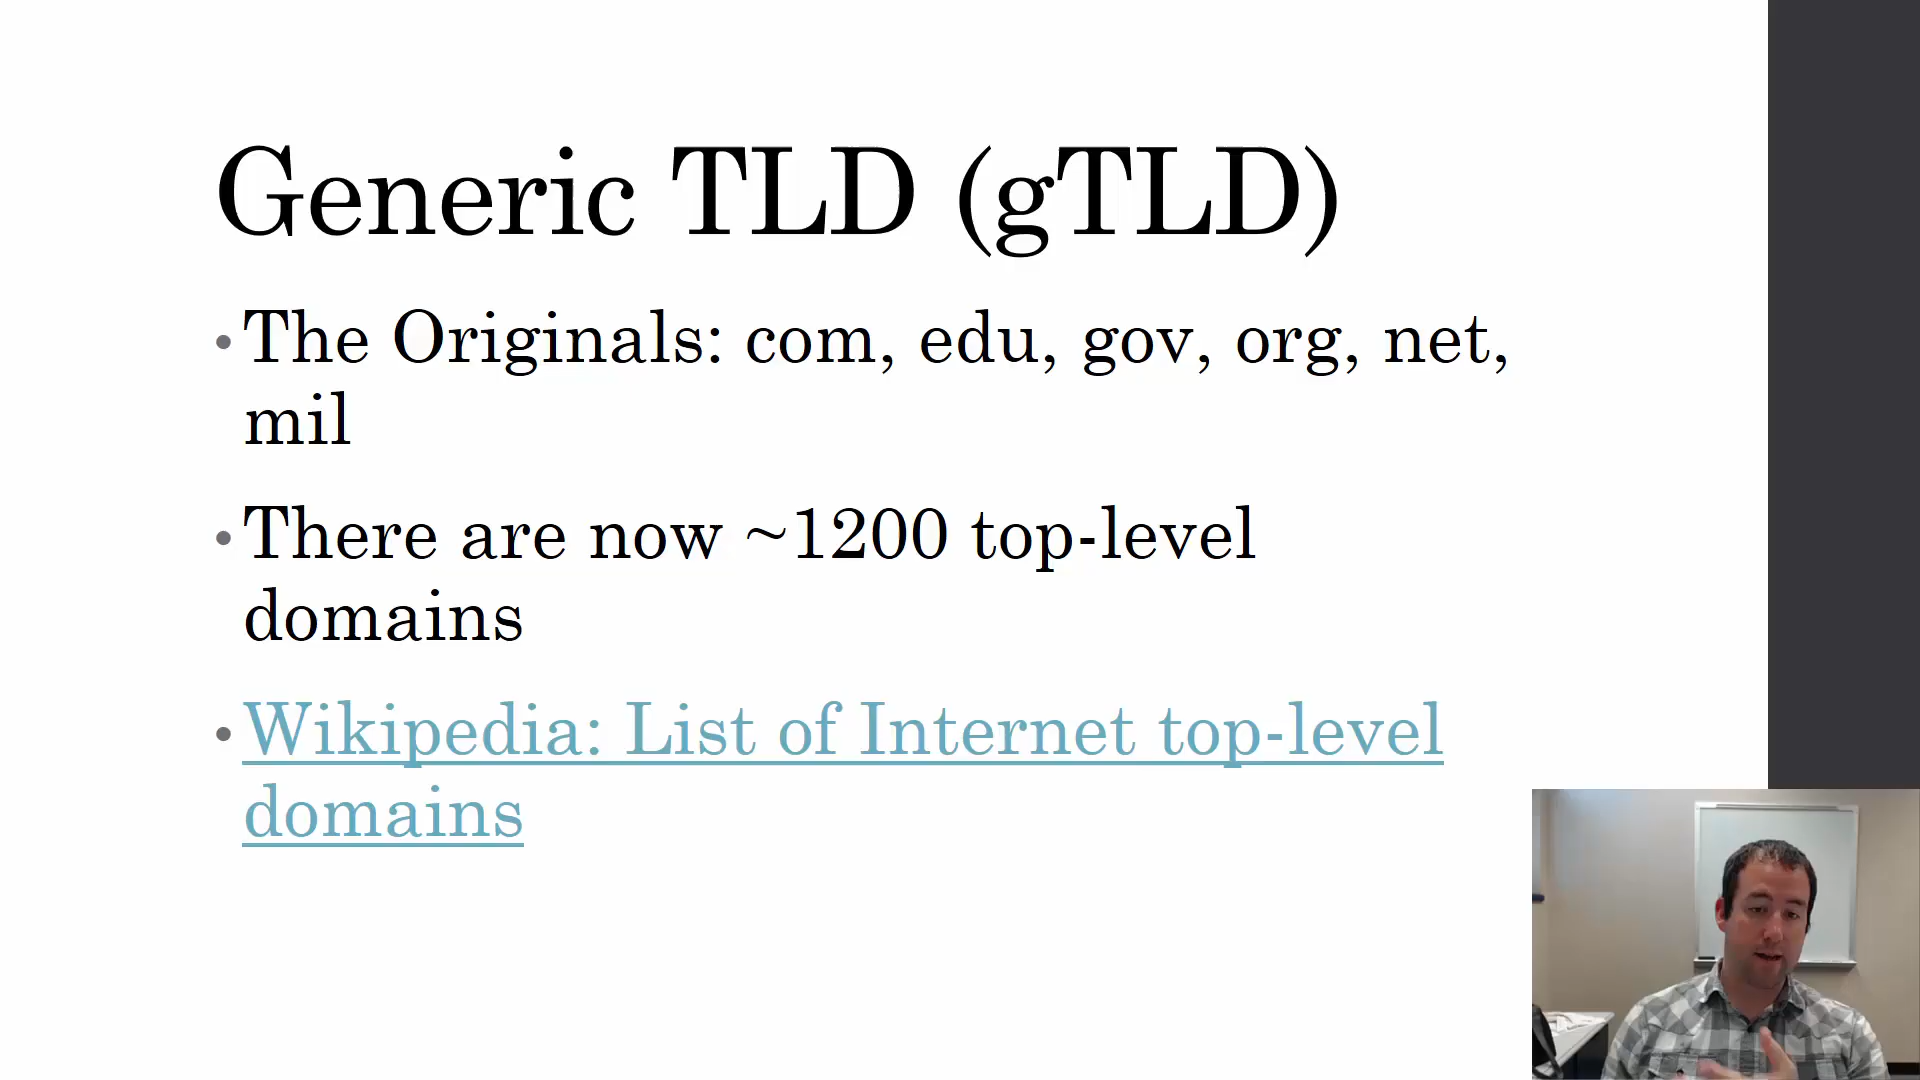 Generic TLD (gTLD)
• The Originals: com, edu, gov, org, net,
mil
• There are now ~1200 top-level
domains
• Wikipedia: List of Internet top-level
domains